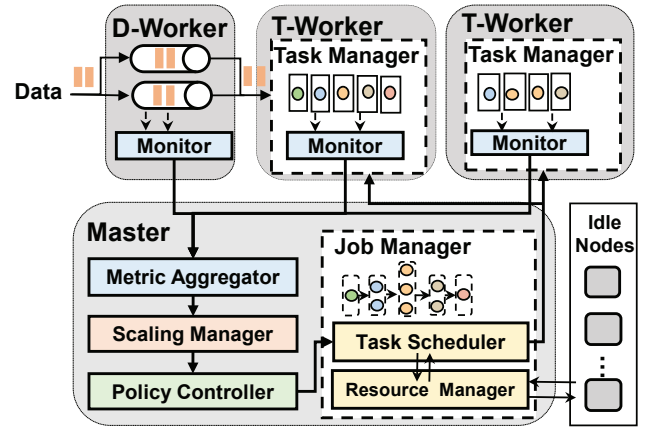 D-Worker
T-Worker
T-Worker
Task Manager
Task Manager
Data
Monitor
Monitor
Monitor
Master
Job Manager
Idle
Nodes
Metric Aggregator
Scaling Manager
Task Scheduler
Policy Controller
Resource Manager